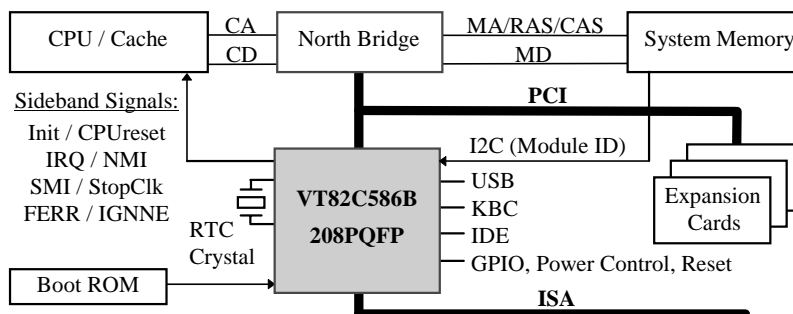 CPU / Cache
CA
CD
North Bridge
MA/RAS/CAS
MD
System Memory
Sideband Signals:
Init / CPUreset
IRQ / NMI
SMI / StopClk
FERR / IGNNE
PCI
I2C (Module ID)
RTC
Crystal
VT82C586B
208PQFP
USB
KBC
IDE
GPIO, Power Control, Reset
Expansion
Cards
Boot ROM
ISA